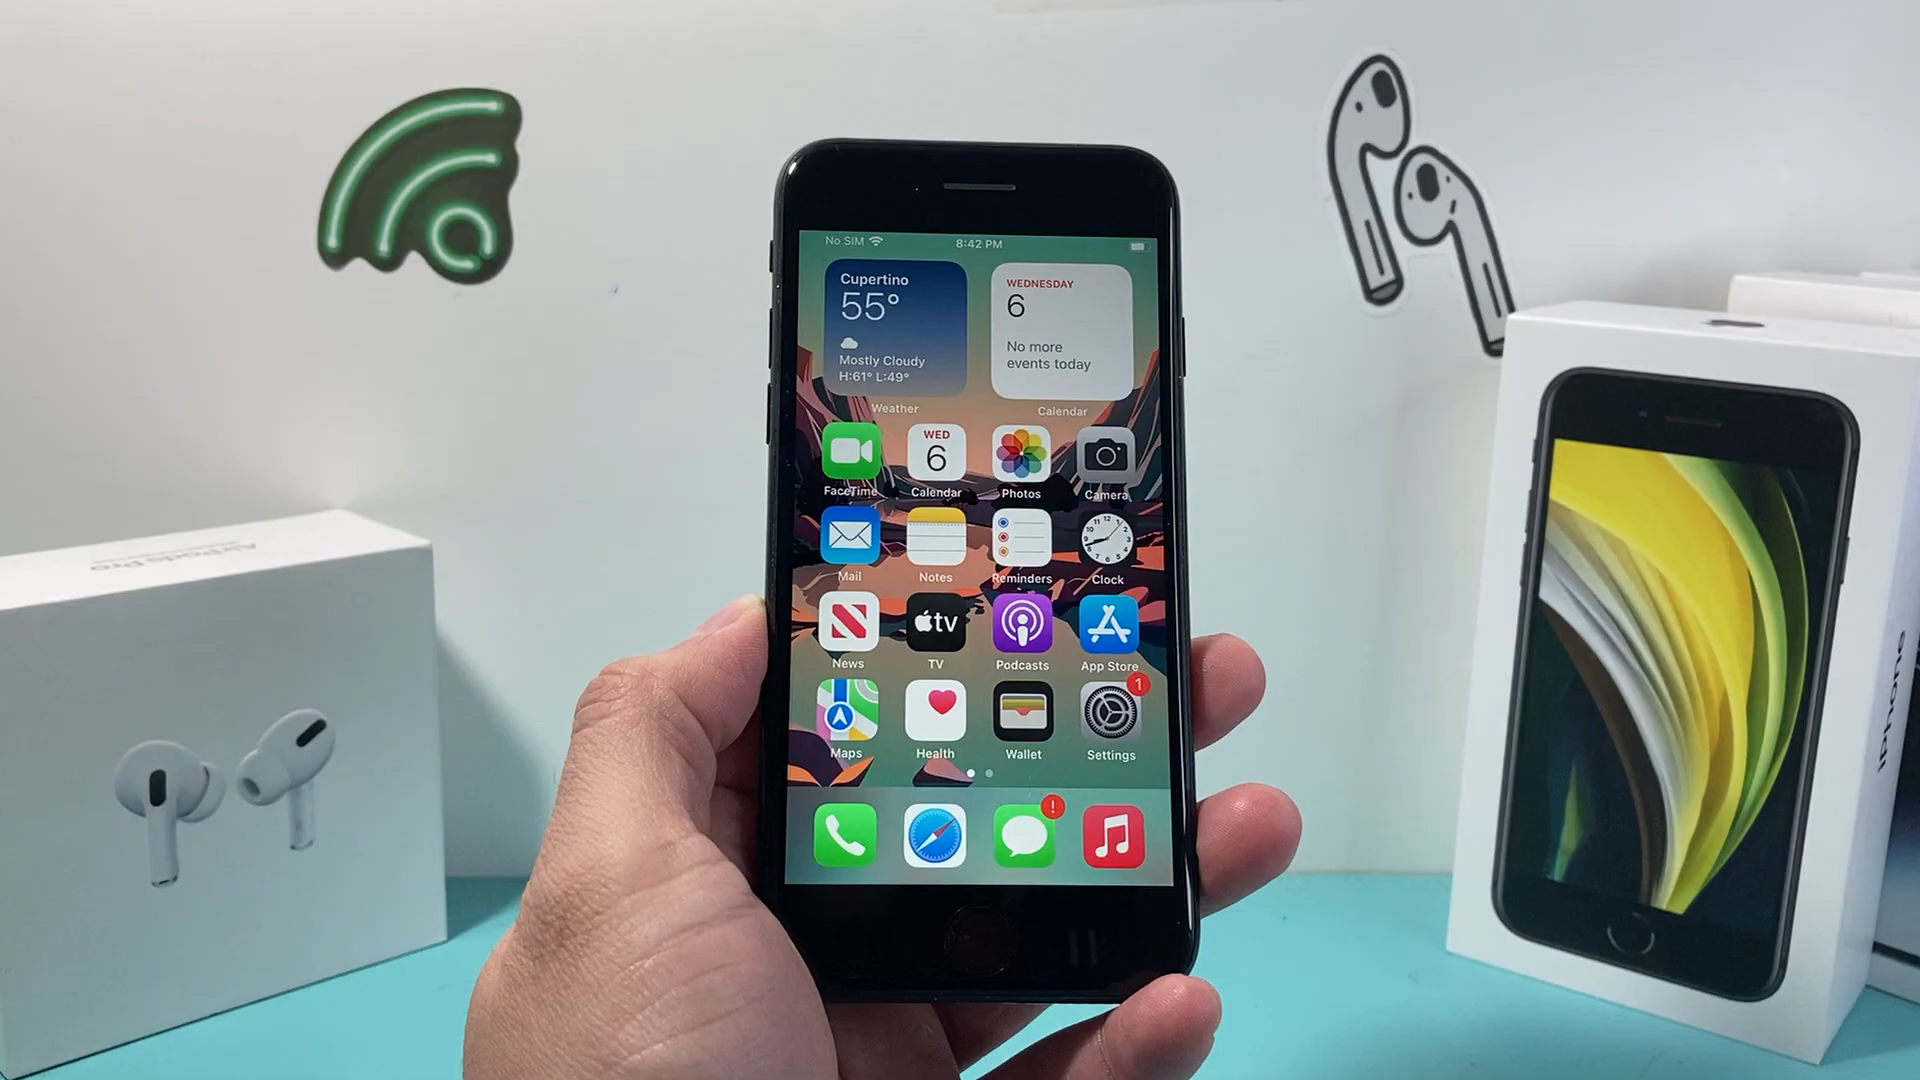 No SIM
8:42 PM
Cupertino
55°
Mostly Cloudy
H:61° L:49°
Weather
WEDNESDAY
6
No more
events today
Calendar
FaceTime
WED
6
Calendar
Photos
Camera
Mail
Notes
Reminders
Clock
News
tv
TV
Podcasts
App Store
Maps
Health
Wallet
1
Settings
!
AirPods Pro
iPhone